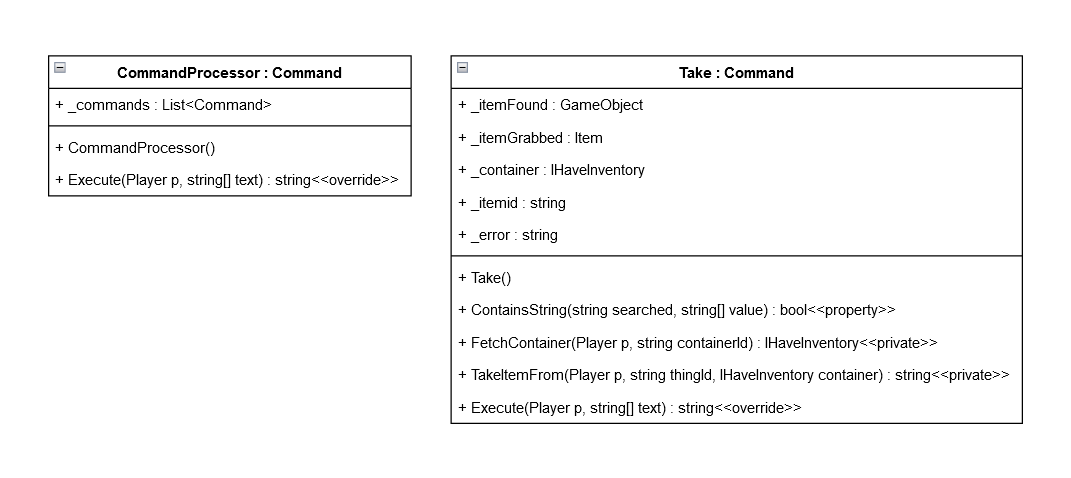 CommandProcessor : Command
+ _commands : List<Command>
+ CommandProcessor()
+ Execute(Player p, string[] text) : string<<override>>
Take : Command
+ _itemFound : GameObject
+ _itemGrabbed : Item
+ _container : IHaveInventory
+ _itemid : string
+ _error : string
+ Take()
+ ContainsString(string searched, string[] value) : bool<<property>>
+ FetchContainer(Player p, string containerId) : IHaveInventory<<private>>
+ TakeItemFrom(Player p, string thingId, IHaveInventory container) : string<<private>>
+ Execute(Player p, string[] text) : string<<override>>